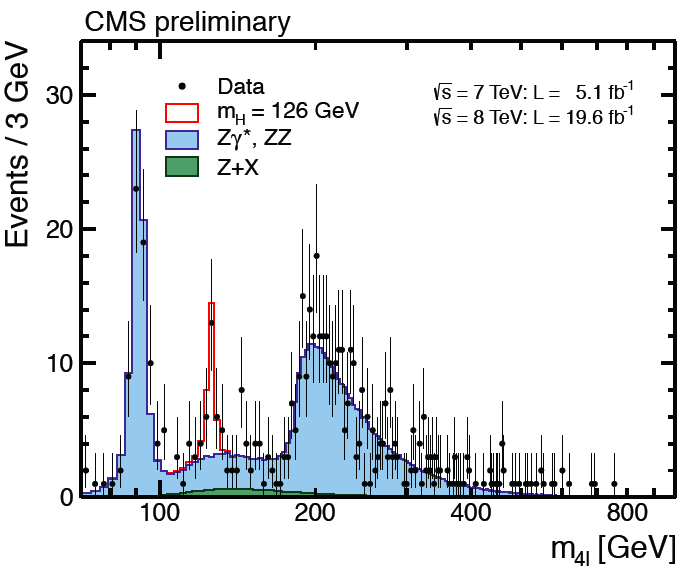 CMS preliminary
Events / 3 GeV
30
20
10
0
Data
m_H = 126 GeV
Zγ*, ZZ
Z+X
√s = 7 TeV: L = 5.1 fb⁻¹
√s = 8 TeV: L = 19.6 fb⁻¹
100 200 400 800
m_4l [GeV]